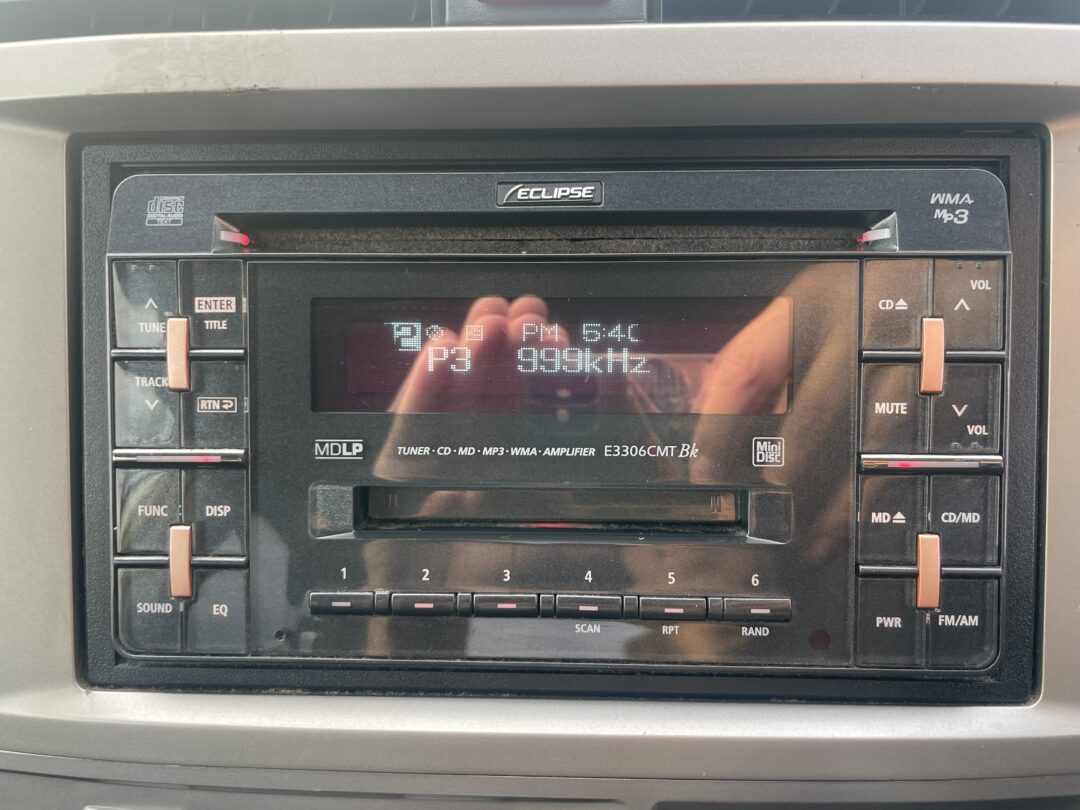 ECLIPSE
disc
DIGITAL AUDIO
TEXT
WMA
MP3
TUNE
ENTER
TITLE
TRACK
RTN
FUNC
DISP
SOUND
EQ
PM
P3 999kHz
MDLP
TUNER · CD · MD · MP3 · WMA · AMPLIFIER E3306CMT Bk
Mini
Disc
1 2 3 4 5 6
SCAN RPT RAND
CD
VOL
MUTE
VOL
MD
CD/MD
PWR
FM/AM